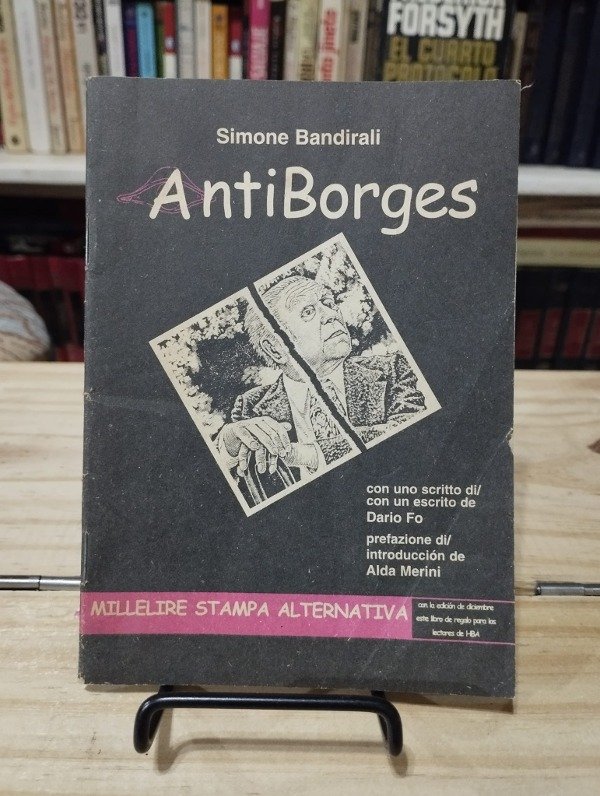 FORSYTH
EL CUARTO
PROTOCOLO
Simone Bandirali
AntiBorges
con uno scritto di/
con un escrito de
Dario Fo
prefazione di/
introducción de
Alda Merini
MILLELIRE STAMPA ALTERNATIVA
con la edición de diciembre
este libro de regalo para los
lectores de HBA